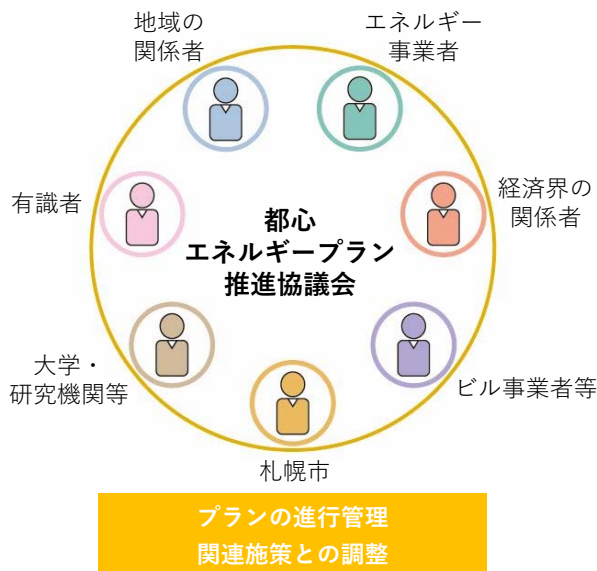 地域の
関係者
エネルギー
事業者
有識者
経済界の
関係者
都心
エネルギープラン
推進協議会
大学・
研究機関等
ビル事業者等
札幌市
プランの進行管理
関連施策との調整